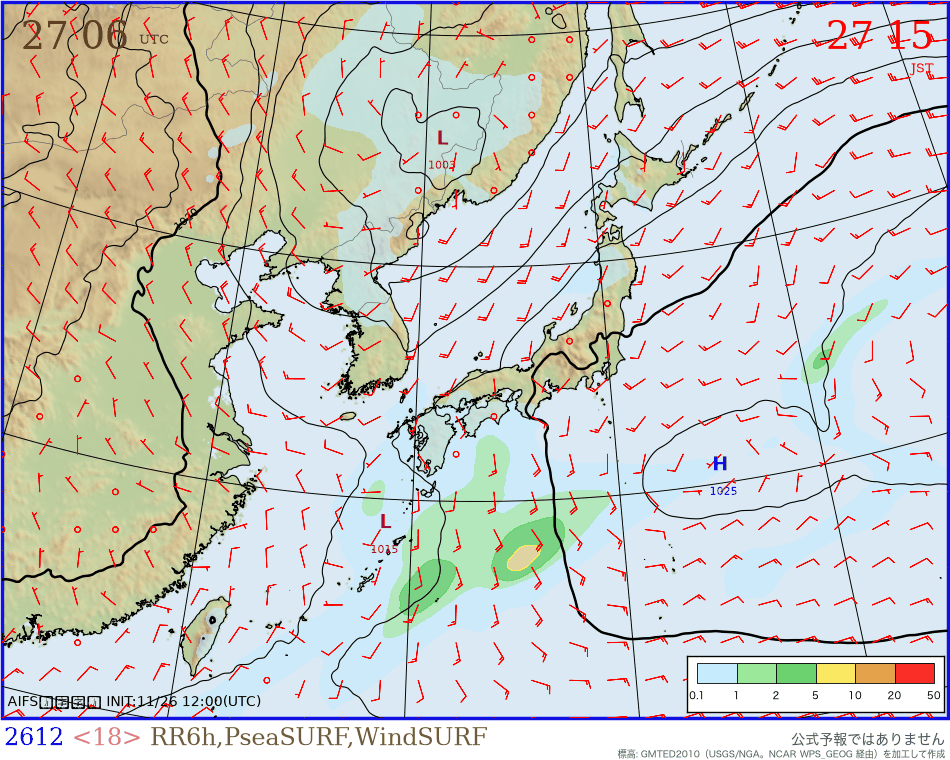 27 06 UTC
27 15
JST
L
1003
1020
H
1025
L
1015
0.1 1 2 5 10 20 50
AIFS INIT:11/26 12:00(UTC)
2612 <18> RR6h,PseaSURF,WindSURF
公式予報ではありません
標高: GMTED2010（USGS/NGA。NCAR WPS_GEOG 経由）を加工して作成